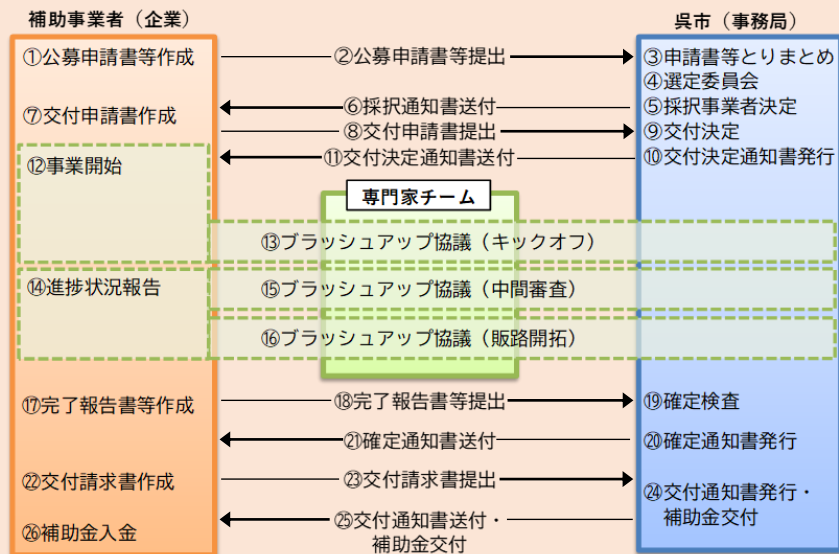 補助事業者（企業）
呉市（事務局）
①公募申請書等作成
②公募申請書等提出
③申請書等とりまとめ
④選定委員会
⑥採択通知書送付
⑤採択事業者決定
⑦交付申請書作成
⑧交付申請書提出
⑨交付決定
⑪交付決定通知書送付
⑩交付決定通知書発行
⑫事業開始
専門家チーム
⑬ブラッシュアップ協議（キックオフ）
⑭進捗状況報告
⑮ブラッシュアップ協議（中間審査）
⑯ブラッシュアップ協議（販路開拓）
⑰完了報告書等作成
⑱完了報告書等提出
⑲確定検査
㉑確定通知書送付
⑳確定通知書発行
㉒交付請求書作成
㉓交付請求書提出
㉔交付通知書発行・
補助金交付
㉕交付通知書送付・
補助金交付
㉖補助金入金